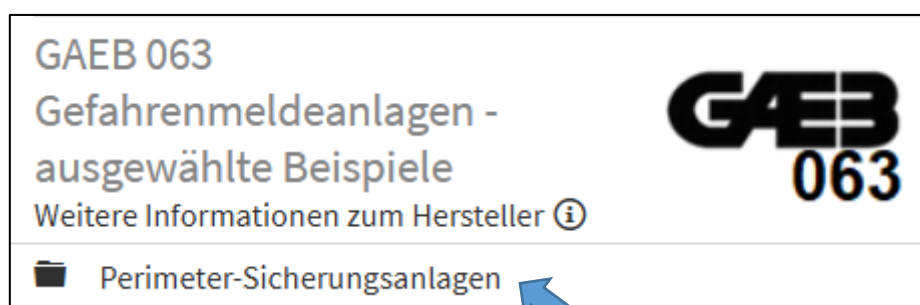 GAEB 063
Gefahrenmeldeanlagen -
ausgewählte Beispiele
Weitere Informationen zum Hersteller ⓘ
GAEB
063
Perimeter-Sicherungsanlagen